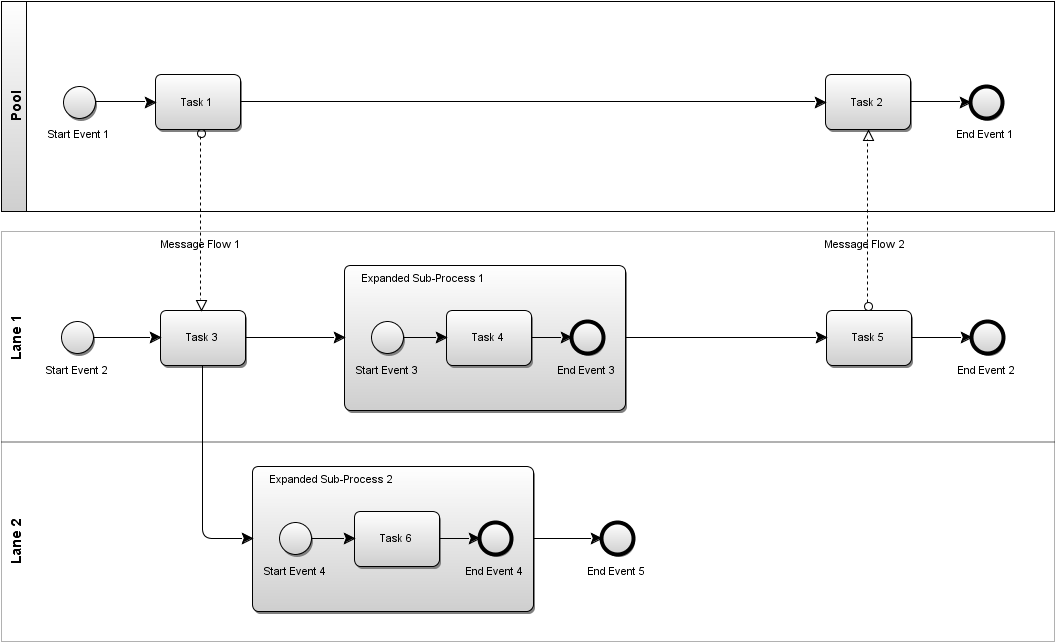 Pool
Task 1
Task 2
Start Event 1
End Event 1
Message Flow 1
Message Flow 2
Lane 1
Expanded Sub-Process 1
Task 3
Task 4
Task 5
Start Event 2
Start Event 3
End Event 3
End Event 2
Lane 2
Expanded Sub-Process 2
Task 6
Start Event 4
End Event 4
End Event 5